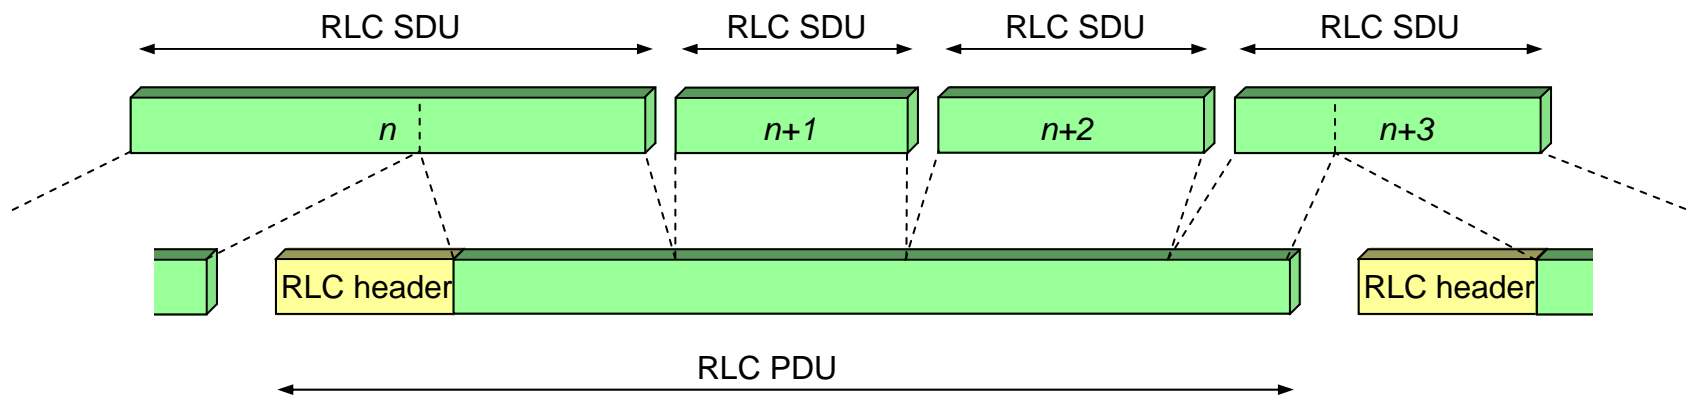 RLC SDU RLC SDU RLC SDU RLC SDU
n n+1 n+2 n+3
RLC header RLC header
RLC PDU